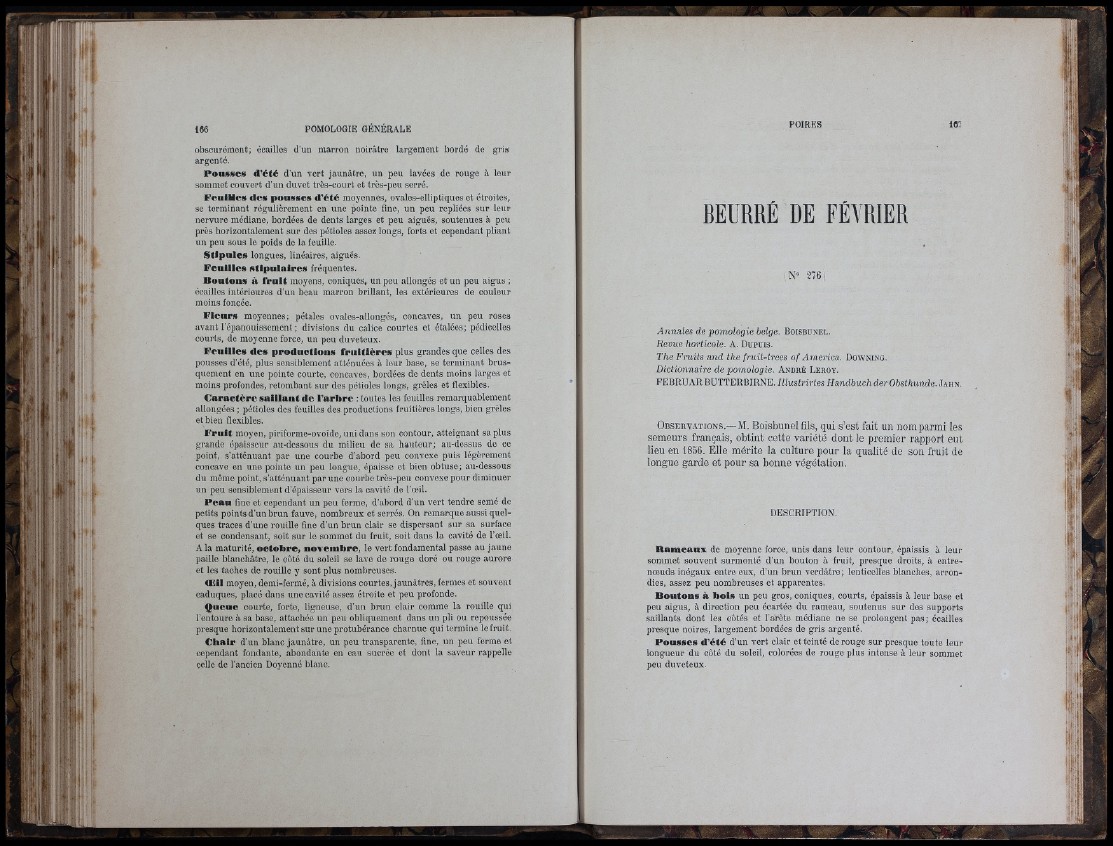 166 POMOLOGIE GÉNÉRALE
obscurément; écailles d'un marron noirâtre largement bordé de gris
argenté.
Pousses d'été d'un vert jaunâtre, un peu lavées de rouge à leur
sommet couvert d'un duvet très-court et très-peu serré.
Feuilles des pousses d'été moyennes, ovales-elliptiques et étroites,
se terminant régulièrement en une pointe fine, un peu repliées sur leur
nervure médiane, bordées de dents larges et peu aiguës, soutenues à peu
près horizontalement sur des pétioles assez longs, forts et cependant pliant
un peu sous le poids de la feuille.
Stipules longues, linéaires, aiguës.
Feuilles stipulaires fréquentes.
Boutons à fruit moyens, coniques, un peu allongés et un peu aigus ;
écailles intérieures d'un beau marron brillant, les extérieures de couleur
moins foncée.
Fleurs moyennes; pétales ovales-allongés, concaves, un peu roses
avant l'épanouissement ; divisions du calice courtes et étalées; pédicelles
courts, de moyenne force, un peu duveteux.
Feuilles des productions fruitières plus grandes que celles des
pousses d'été, plus sensiblement atténuées à leur base, se terminant brus-
quement en une pointe courte, concaves, bordées de dents moins larges et
moins profondes, retombant sur des pétioles longs, grêles et flexibles.
Caractère saillant de l'arbre : toutes les feuilles remarquablement
allongées ; pétioles des feuilles des productions fruitières longs, bien grêles
et bien flexibles.
Fruit moyen, piriforme-ovoïde, uni dans son contour, atteignant sa plus
grande épaisseur au-dessous du milieu de sa hauteur; au-dessus de ce
point, s'atténuant par une courbe d'abord peu convexe puis légèrement
concave en une pointe un peu longue, épaisse et bien obtuse; au-dessous
du même point, s'atténuant par une courbe très-peu convexe pour diminuer
un peu sensiblement d'épaisseur vers la cavité de l'œil.
Peau fine et cependant un peu ferme, d'abord d'un vert tendre semé de
petits points d'un brun fauve, nombreux et serrés. On remarque aussi quel-
ques traces d'une rouille fine d'un brun clair se dispersant sur sa surface
et se condensant, soit sur le sommet du fruit, soit dans la cavité de l'œil.
A la maturité, octobre, novembre, le vert fondamental passe au jaune
paille blanchâtre, le côté du soleil se lave de rouge doré ou rouge aurore
et les taches de rouille y sont plus nombreuses.
Œil moyen, demi-fermé, à divisions courtes, jaunâtres, fermes et souvent
caduques, placé dans une cavité assez étroite et peu profonde.
Queue courte, forte, ligneuse, d'un brun clair comme la rouille qui
l'entoure à sa base, attachée un peu obliquement dans un pli ou repoussée
presque horizontalement sur une protubérance charnue qui termine le fruit.
Chair d'un blanc jaunâtre, un peu transparente, fine, un peu ferme et
cependant fondante, abondante en eau sucrée et dont la saveur rappelle
celle de l'ancien Doyenné blanc.
POIRES 167
BEURRÉ DE FÉVRIER
(N° 276)
Annales de pomologie belge. BOISBUNEL.
Revue horticole. A. DUPUIS.
The Fruits and the fruit-trees of America. DOWNING.
Dictionnaire de pomologie. ANDRÉ LEROY.
FEBRUAR BUTTERBIRNE. Illustrirtes Handbuch der Obstkunde. JAHN.
OBSERVATIONS.— M. Boisbunel fils, qui s'est fait un nom parmi les
semeurs français, obtint cette variété dont le premier rapport eut
lieu en 1856. Elle mérite la culture pour la qualité de son fruit de
longue garde et pour sa bonne végétation.
DESCRIPTION.
Rameaux de moyenne force, unis dans leur contour, épaissis à leur
sommet souvent surmonté d'un bouton à fruit, presque droits, à entre-
nœuds inégaux entre eux, d'un brun verdâtre; lenticelles blanches, arron-
dies, assez peu nombreuses et apparentes.
Boutons à bois un peu gros, coniques, courts, épaissis à leur base et
peu aigus, à direction peu écartée du rameau, soutenus sur des supports
saillants dont les côtés et l'arête médiane ne se prolongent pas; écailles
presque noires, largement bordées de gris argenté.
Pousses d'été d'un vert clair et teinté de rouge sur presque toute leur
longueur du côté du soleil, colorées de rouge plus intense à leur sommet
peu duveteux.